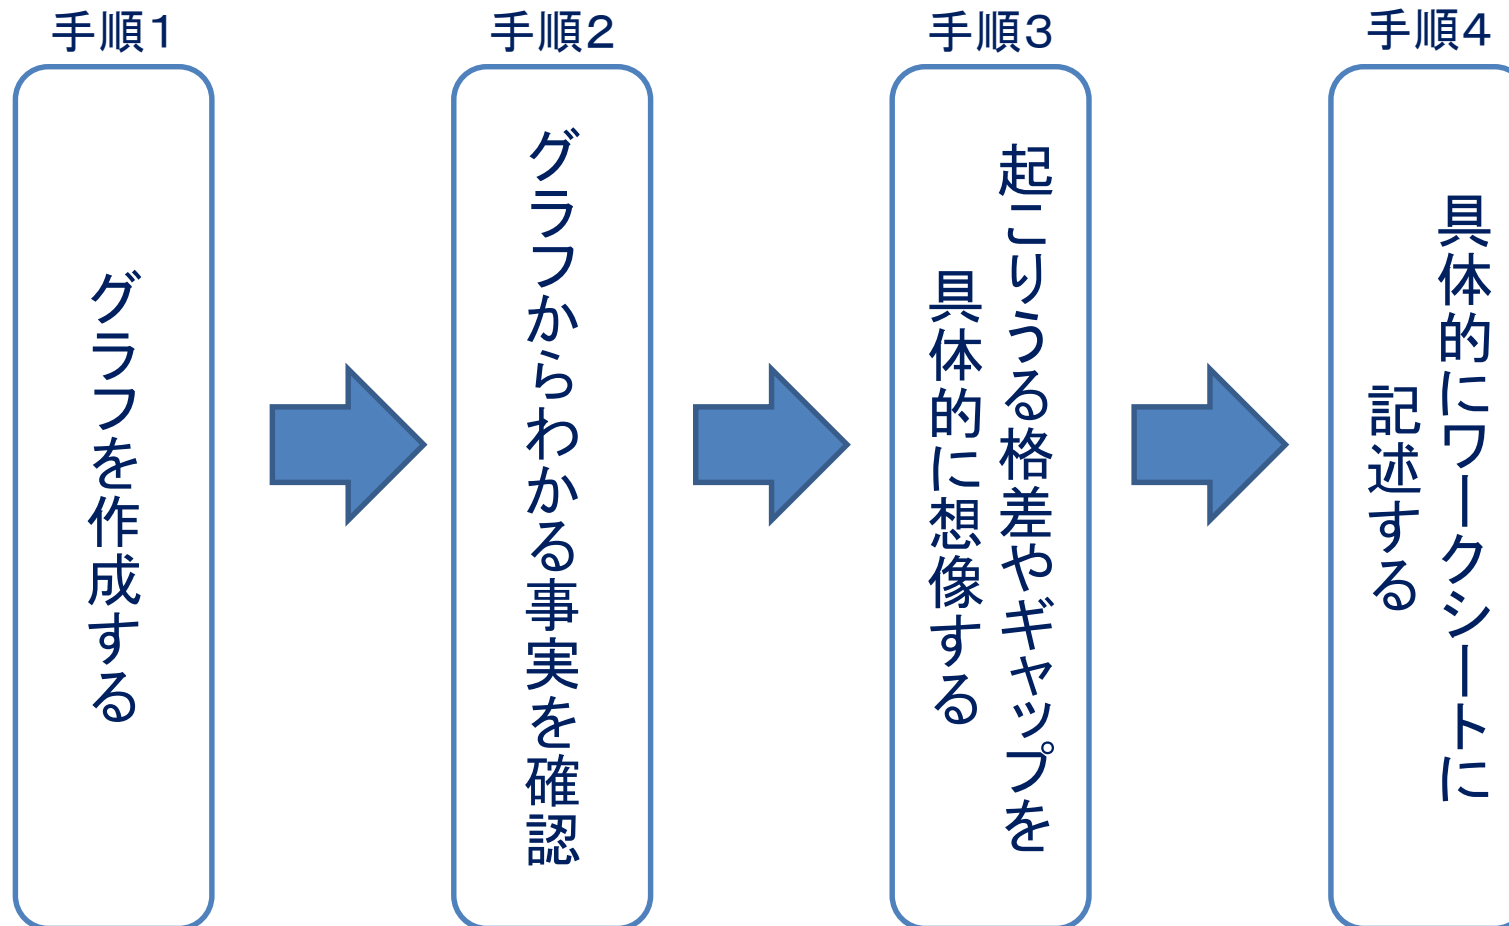 手順1
グラフを作成する
手順2
グラフからわかる事実を確認
手順3
起こりうる格差やギャップを
具体的に想像する
手順4
具体的にワークシートに
記述する